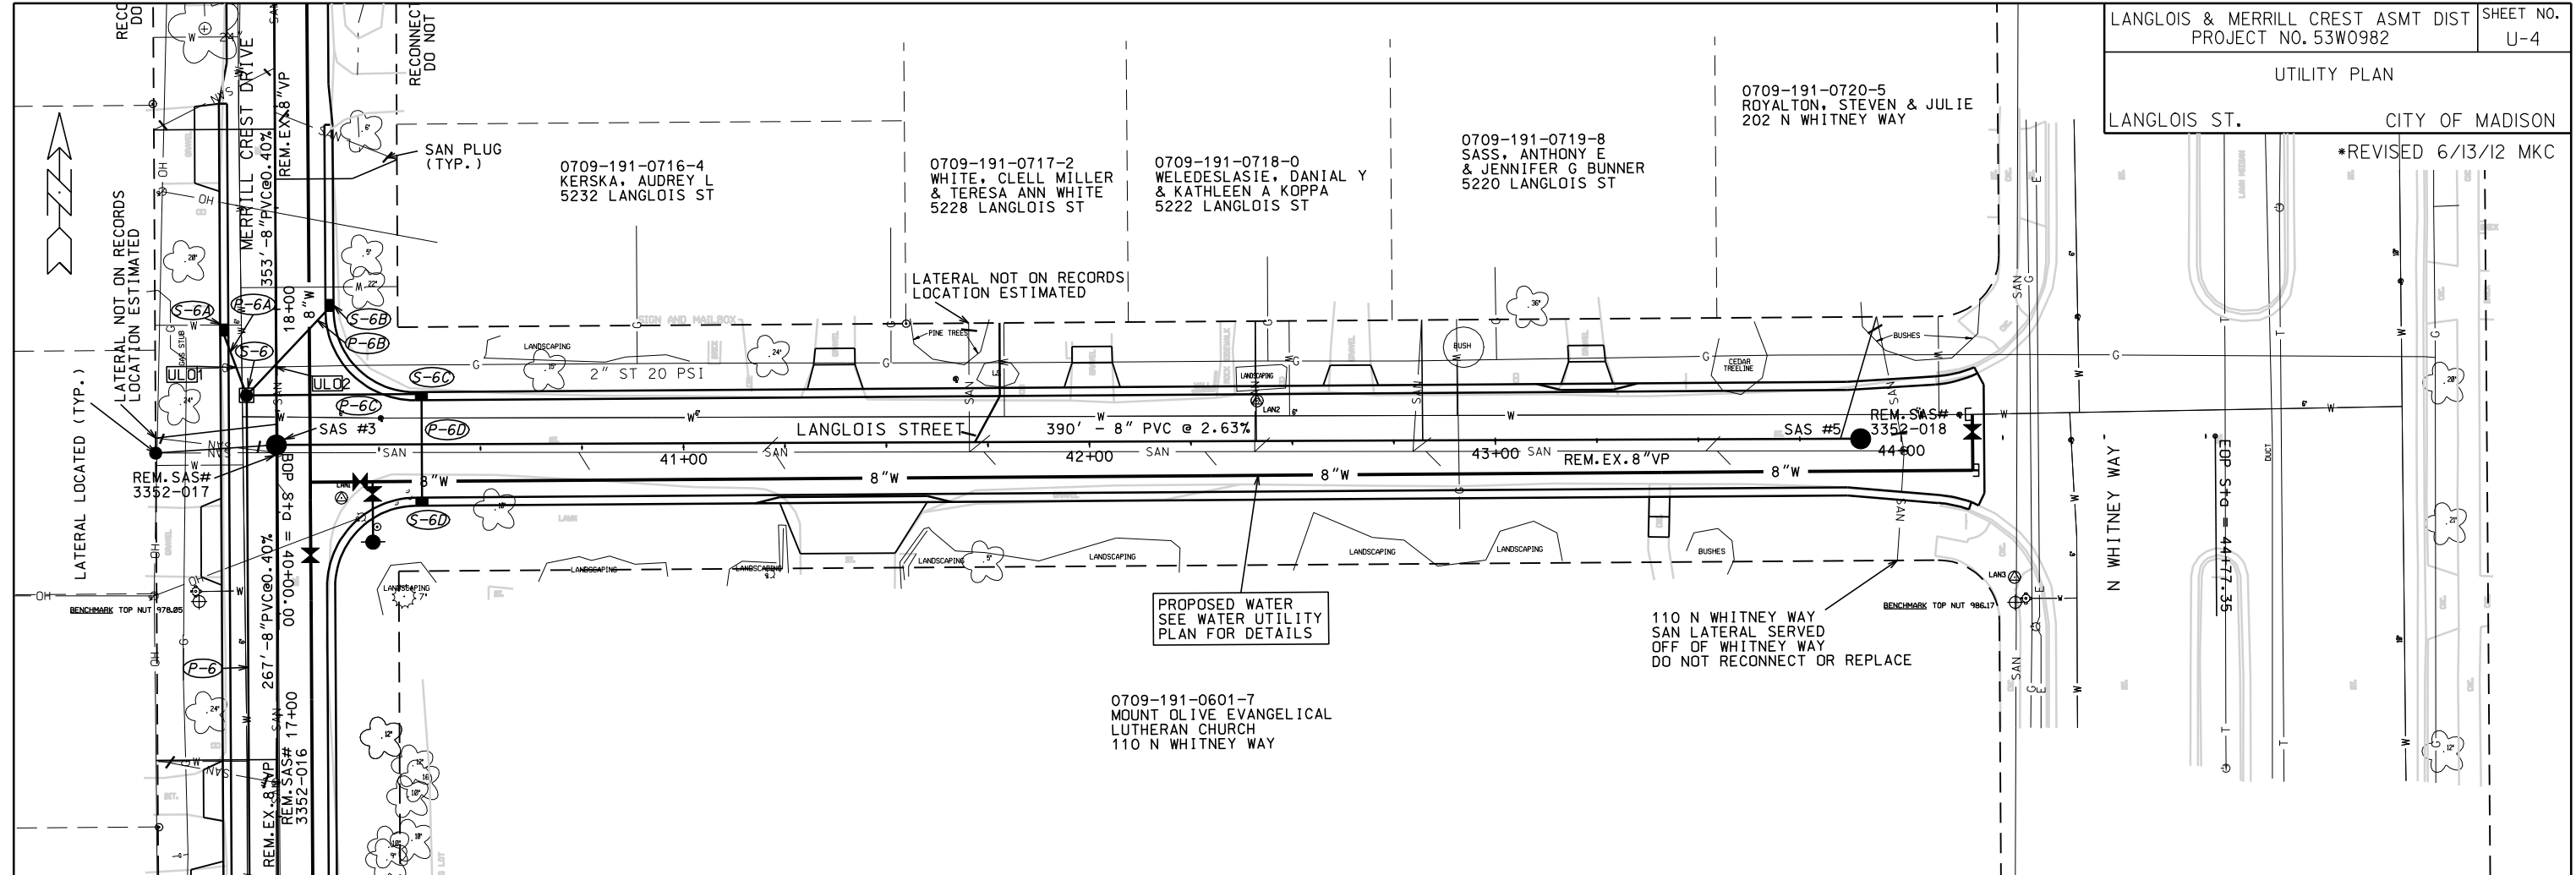 LANGLOIS & MERRILL CREST ASMT DIST
PROJECT NO. 53W0982
SHEET NO.
U-4
UTILITY PLAN
LANGLOIS ST.
CITY OF MADISON
*REVISED 6/13/12 MKC
RECONNECT
DO NOT
MERRILL CREST DRIVE
REM.EX.8"VP
353'-8"PVC@0.40%
SAN PLUG
(TYP.)
0709-191-0716-4
KERSKA, AUDREY L
5232 LANGLOIS ST
0709-191-0717-2
WHITE, CLELL MILLER
& TERESA ANN WHITE
5228 LANGLOIS ST
0709-191-0718-0
WELEDESLASIE, DANIAL Y
& KATHLEEN A KOPPA
5222 LANGLOIS ST
0709-191-0719-8
SASS, ANTHONY E
& JENNIFER G BUNNER
5220 LANGLOIS ST
0709-191-0720-5
ROYALTON, STEVEN & JULIE
202 N WHITNEY WAY
LATERAL NOT ON RECORDS
LOCATION ESTIMATED
LATERAL NOT ON RECORDS
LOCATION ESTIMATED
LATERAL LOCATED (TYP.)
S-6A
P-6A
18+00
8"W
S-6B
P-6B
S-6
UL01
UL02
S-6C
P-6C
P-6D
S-6D
SIGN AND MAILBOX
LANDSCAPING
2" ST 20 PSI
PINE TREES
LS
LANDSCAPING
BUSH
CEDAR
TREELINE
BUSHES
LAN2
SAS #3
LANGLOIS STREET
390' - 8" PVC @ 2.63%
SAS #5
REM.SAS#
3352-018
41+00
42+00
43+00
44+00
REM.EX.8"VP
REM.SAS#
3352-017
BOP Sta = 40+00.00
LAN1
8"W
8"W
8"W
8"W
LAWN
LANDSCAPING
LANDSCAPING
LANDSCAPING
LANDSCAPING
LANDSCAPING
LANDSCAPING
LANDSCAPING
BUSHES
PROPOSED WATER
SEE WATER UTILITY
PLAN FOR DETAILS
110 N WHITNEY WAY
SAN LATERAL SERVED
OFF OF WHITNEY WAY
DO NOT RECONNECT OR REPLACE
0709-191-0601-7
MOUNT OLIVE EVANGELICAL
LUTHERAN CHURCH
110 N WHITNEY WAY
BENCHMARK TOP NUT 978.05
BENCHMARK TOP NUT 986.17
LAN3
N WHITNEY WAY
EOP Sta = 44+77.35
DUCT
LAWN MEDIAN
P-6
267'-8"PVC@0.40%
17+00
REM.EX.8"VP
REM.SAS#
3352-016